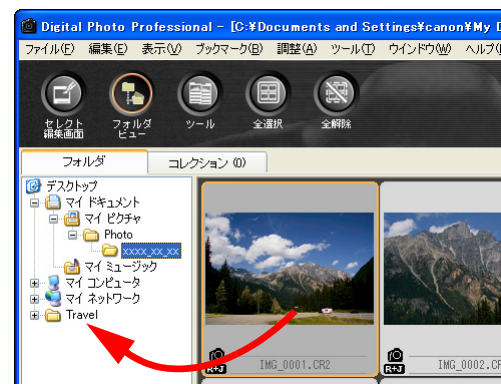 Digital Photo Professional - [C:¥Documents and Settings¥canon¥My D
ファイル(F) 編集(E) 表示(V) ブックマーク(B) 調整(A) ツール(T) ウインドウ(W) ヘルプ(
セレクト
編集画面
フォルダ
ビュー
ツール
全選択
全解除
フォルダ
コレクション (0)
デスクトップ
マイ ドキュメント
マイ ピクチャ
Photo
xxxx_xx_xx
マイ ミュージック
マイ コンピュータ
マイ ネットワーク
Travel
R+J IMG_0001.CR2
R+J IMG_0002.CR